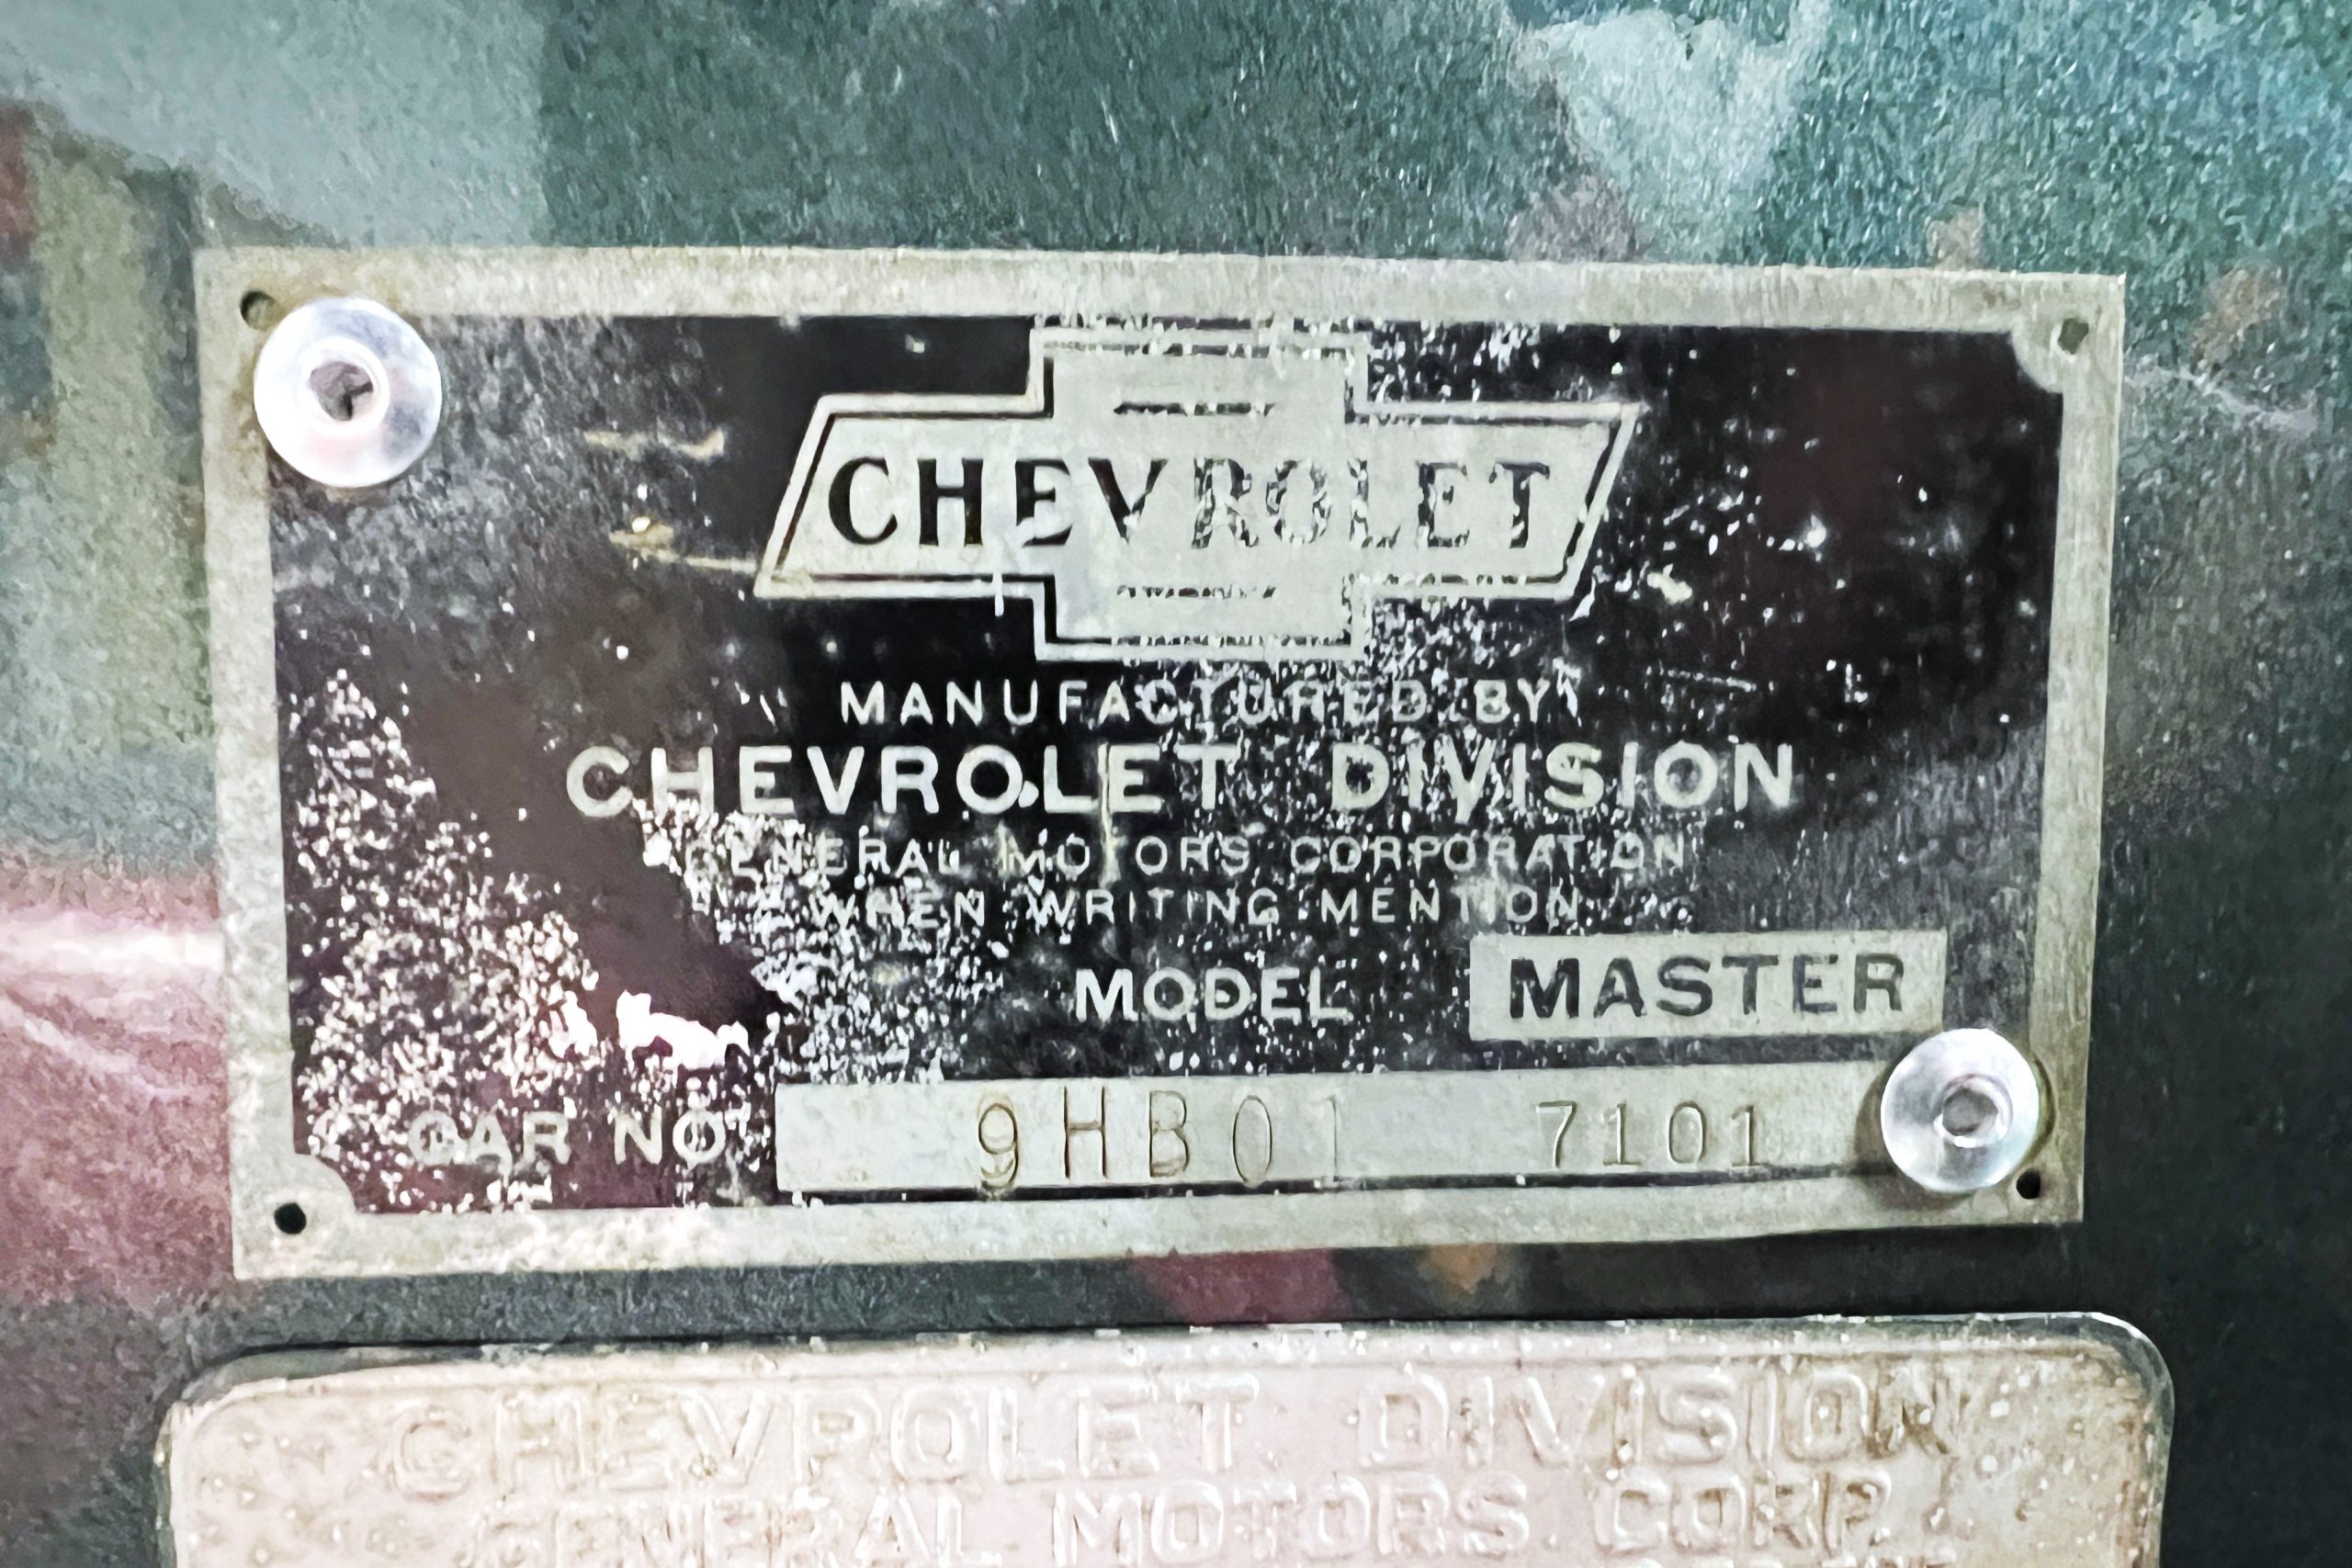 CHEVROLET
MANUFACTURED BY
CHEVROLET DIVISION
GENERAL MOTORS CORPORATION
WHEN WRITING MENTION
MODEL MASTER
CAR NO. 9HB01 7101
CHEVROLET DIVISION
GENERAL MOTORS CORP.